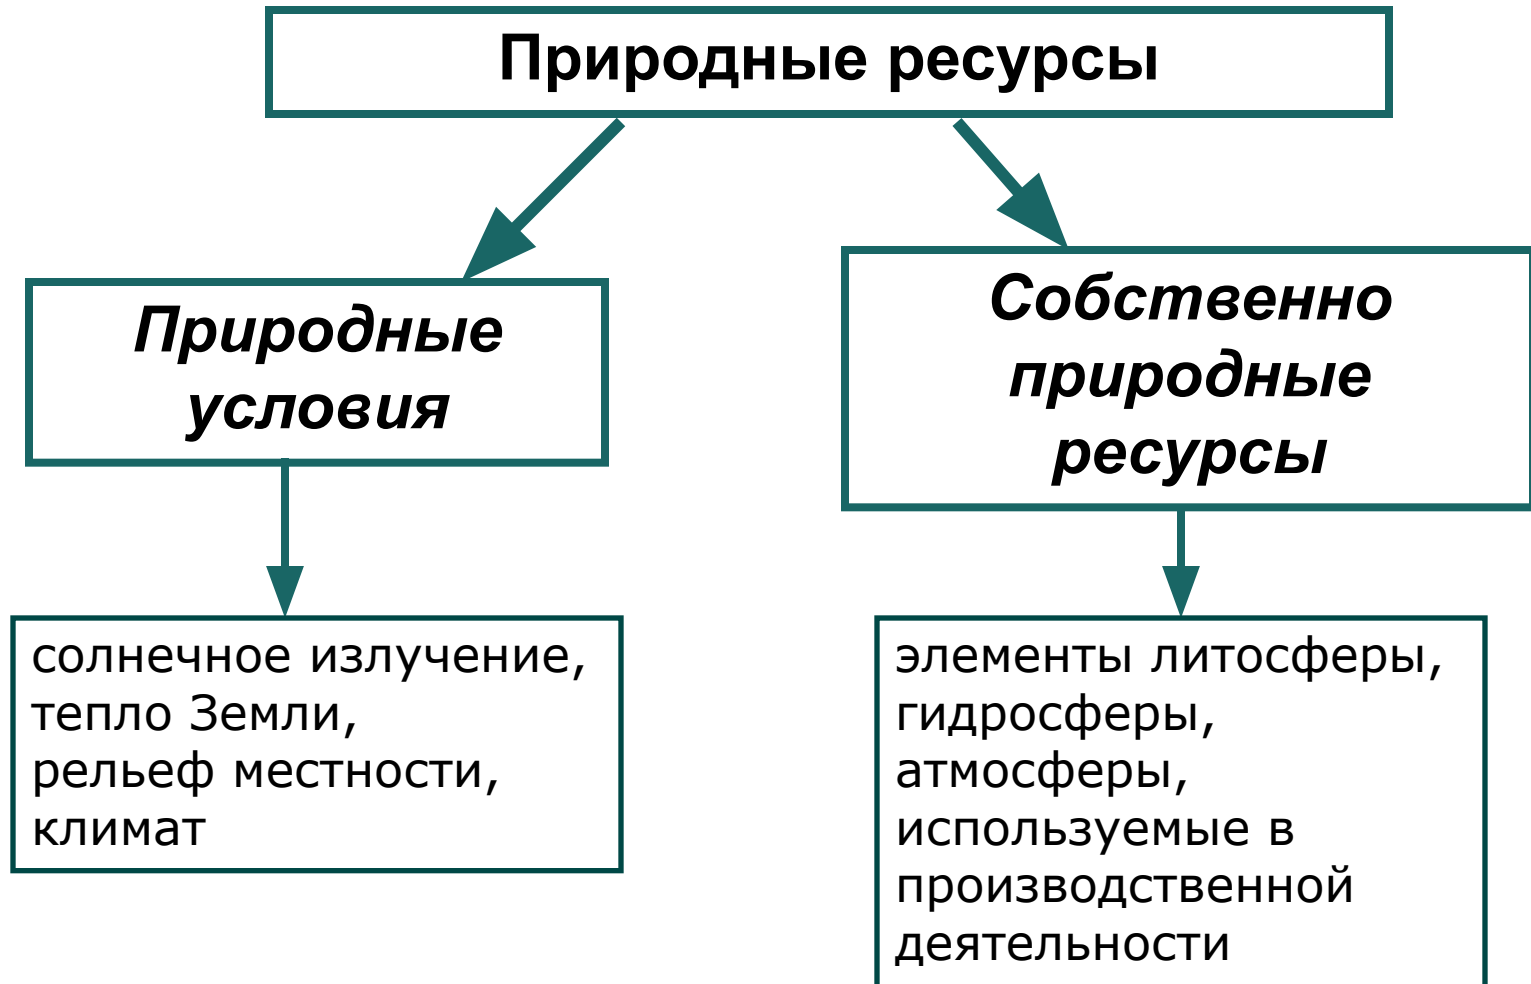 Природные ресурсы
Природные
условия
Собственно
природные
ресурсы
солнечное излучение,
тепло Земли,
рельеф местности,
климат
элементы литосферы,
гидросферы,
атмосферы,
используемые в
производственной
деятельности